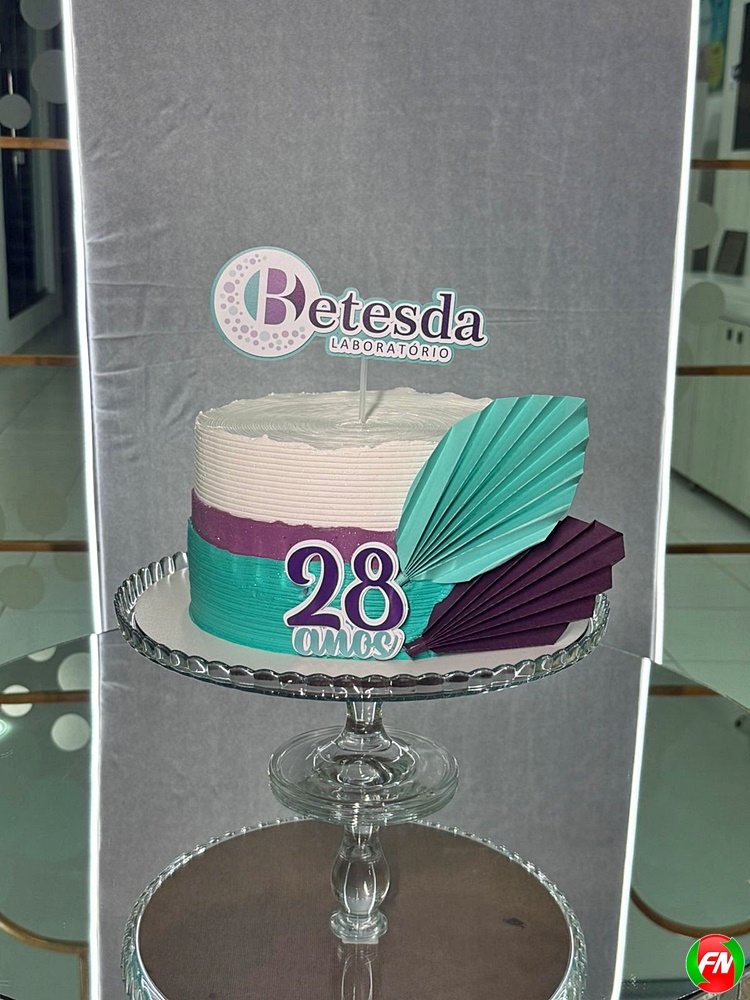 Betesda
LABORATÓRIO
28
anos
FN